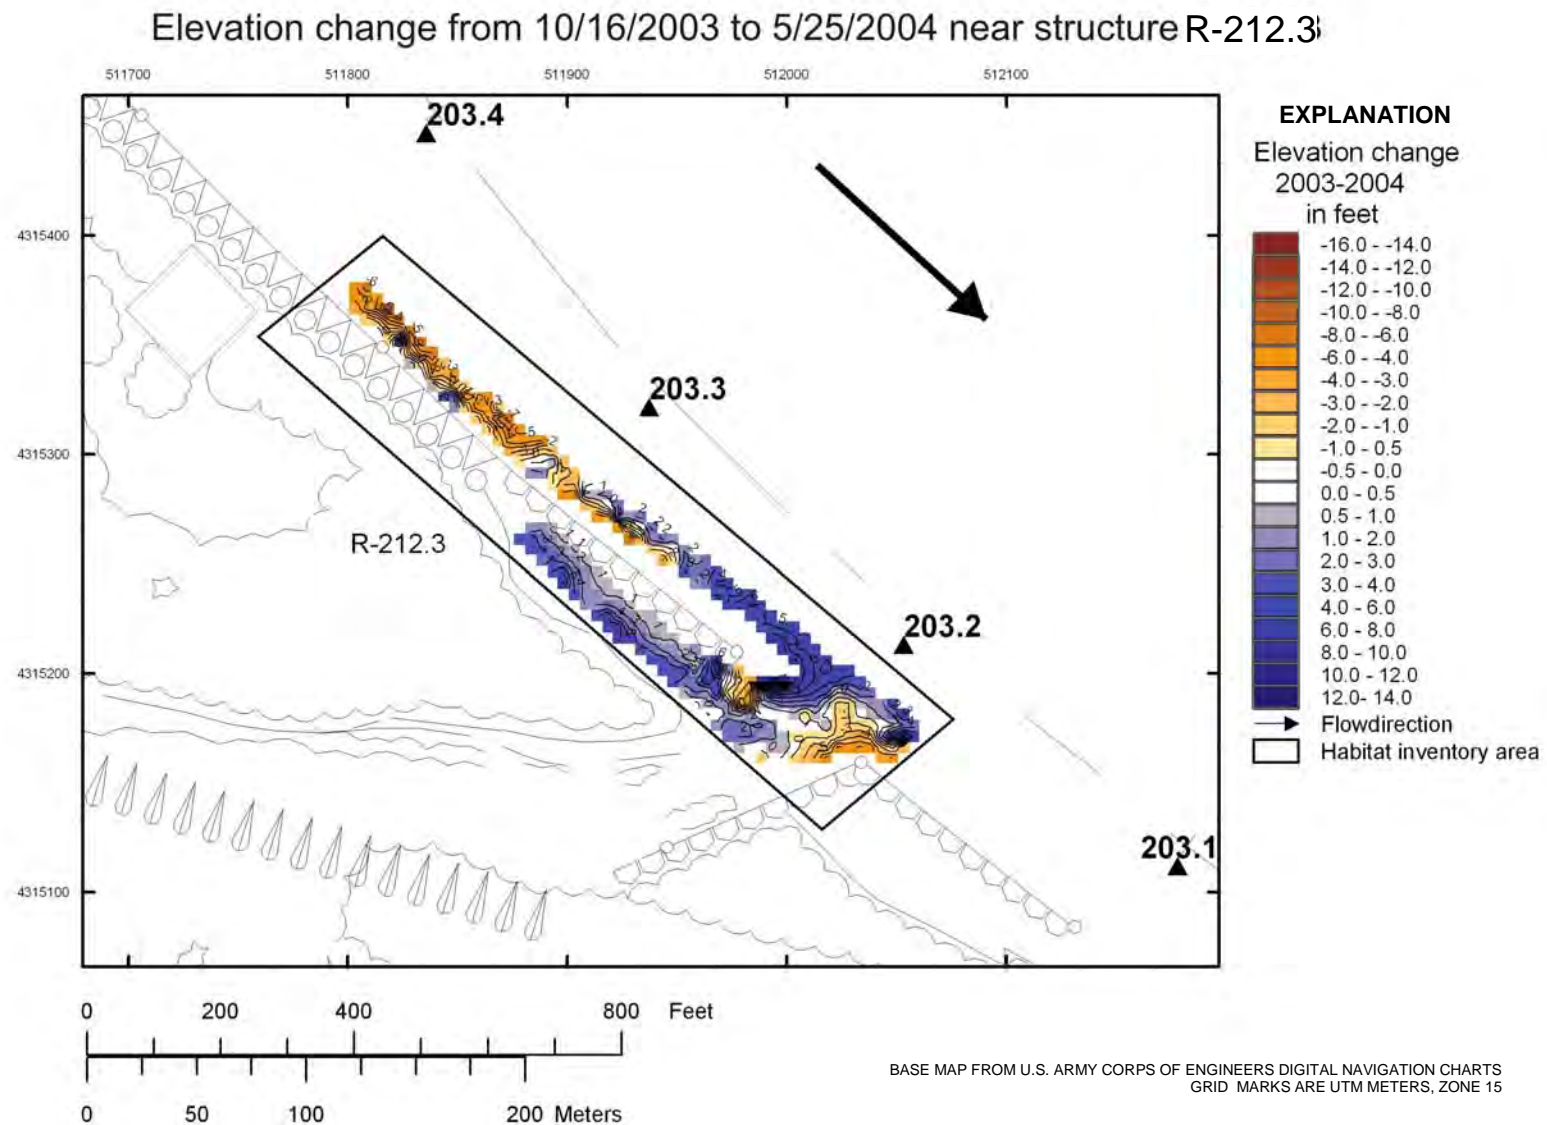 Elevation change from 10/16/2003 to 5/25/2004 near structure R-212.3
511700 511800 511900 512000 512100
203.4
4315400
203.3
4315300
R-212.3
203.2
4315200
203.1
4315100
EXPLANATION
Elevation change
2003-2004
in feet
-16.0 - -14.0
-14.0 - -12.0
-12.0 - -10.0
-10.0 - -8.0
-8.0 - -6.0
-6.0 - -4.0
-4.0 - -3.0
-3.0 - -2.0
-2.0 - -1.0
-1.0 - 0.5
-0.5 - 0.0
0.0 - 0.5
0.5 - 1.0
1.0 - 2.0
2.0 - 3.0
3.0 - 4.0
4.0 - 6.0
6.0 - 8.0
8.0 - 10.0
10.0 - 12.0
12.0- 14.0
Flowdirection
Habitat inventory area
0 200 400 800 Feet
0 50 100 200 Meters
BASE MAP FROM U.S. ARMY CORPS OF ENGINEERS DIGITAL NAVIGATION CHARTS
GRID MARKS ARE UTM METERS, ZONE 15